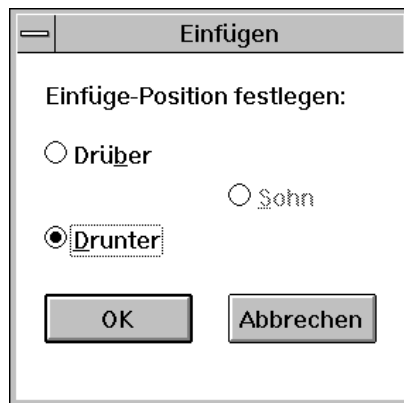 Einfügen
Einfüge-Position festlegen:
Drüber
Sohn
Drunter
OK Abbrechen